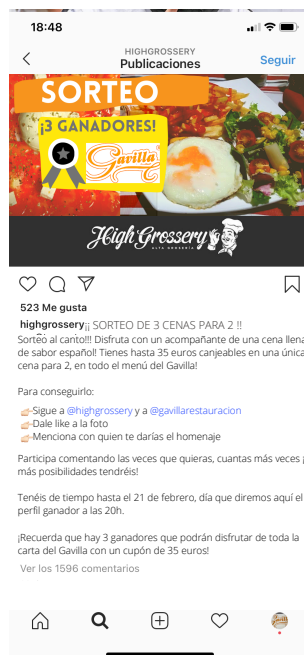 18:48
HIGHGROSSERY
Publicaciones
Seguir
SORTEO
¡3 GANADORES!
Gavilla
High Grossery
ALTA GROSERÍA
523 Me gusta
highgrossery¡¡ SORTEO DE 3 CENAS PARA 2 !!
Sorteo al canto!!! Disfruta con un acompañante de una cena llena
de sabor español! Tienes hasta 35 euros canjeables en una única
cena para 2, en todo el menú del Gavilla!
Para conseguirlo:
👉🏻Sigue a @highgrossery y a @gavillarestauracion
👉🏻Dale like a la foto
👉🏻Menciona con quien te darías el homenaje
Participa comentando las veces que quieras, cuantas más veces ¡
más posibilidades tendréis!
Tenéis de tiempo hasta el 21 de febrero, día que diremos aquí el
perfil ganador a las 20h.
¡Recuerda que hay 3 ganadores que podrán disfrutar de toda la
carta del Gavilla con un cupón de 35 euros!
Ver los 1596 comentarios